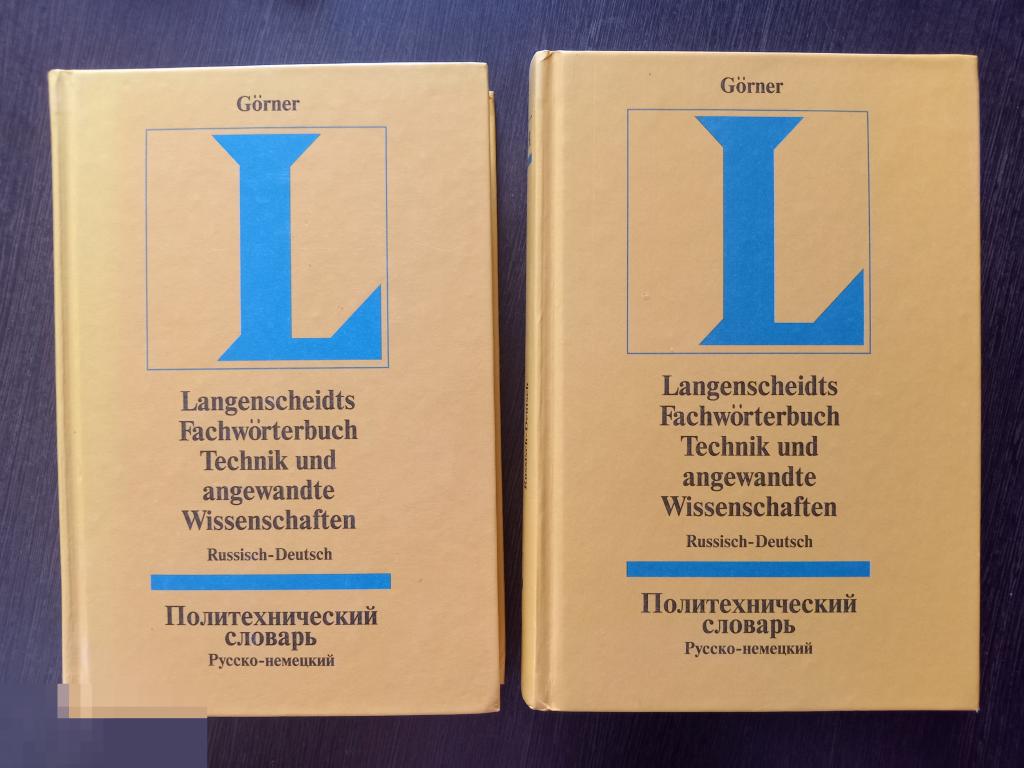 Görner
L
Langenscheidts
Fachwörterbuch
Technik und
angewandte
Wissenschaften
Russisch-Deutsch
Политехнический
словарь
Русско-немецкий
Görner
L
Langenscheidts
Fachwörterbuch
Technik und
angewandte
Wissenschaften
Russisch-Deutsch
Политехнический
словарь
Русско-немецкий